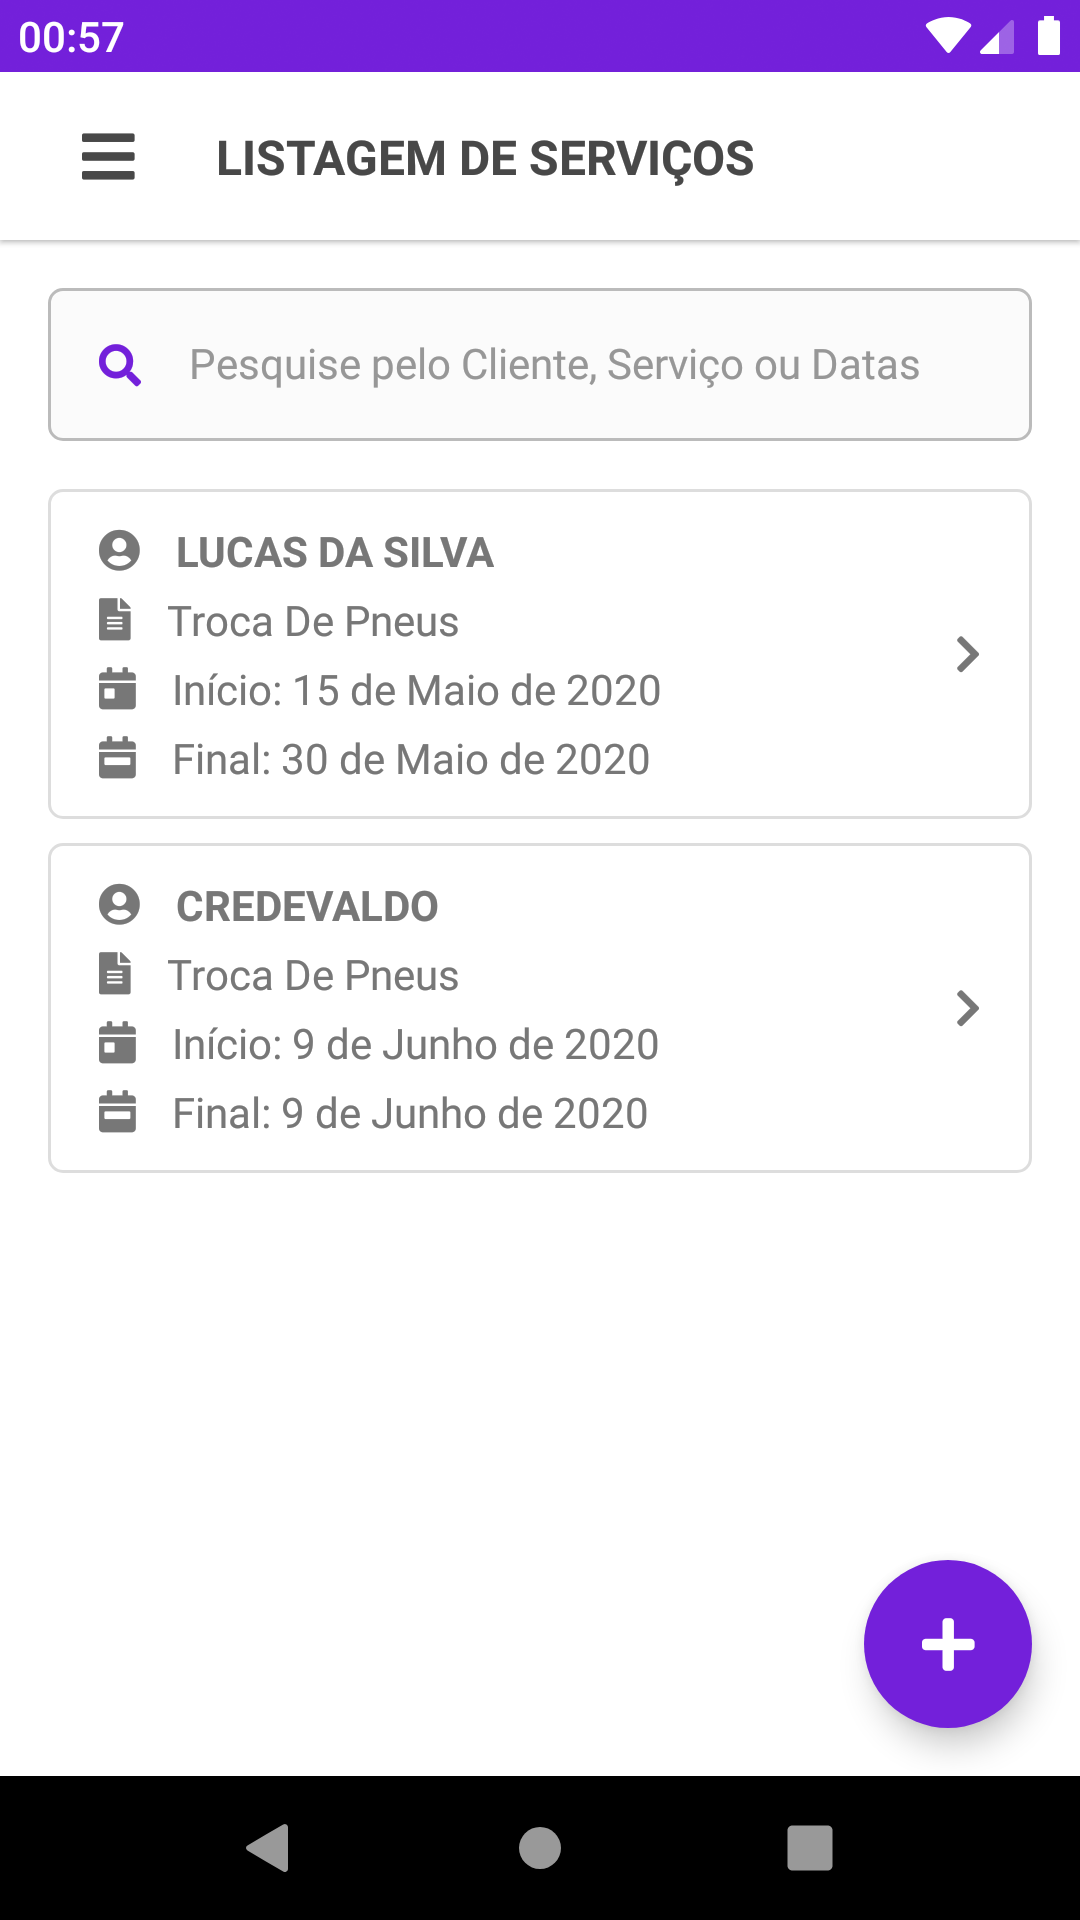 00:57
LISTAGEM DE SERVIÇOS
Pesquise pelo Cliente, Serviço ou Datas
LUCAS DA SILVA
Troca De Pneus
Início: 15 de Maio de 2020
Final: 30 de Maio de 2020
CREDEVALDO
Troca De Pneus
Início: 9 de Junho de 2020
Final: 9 de Junho de 2020